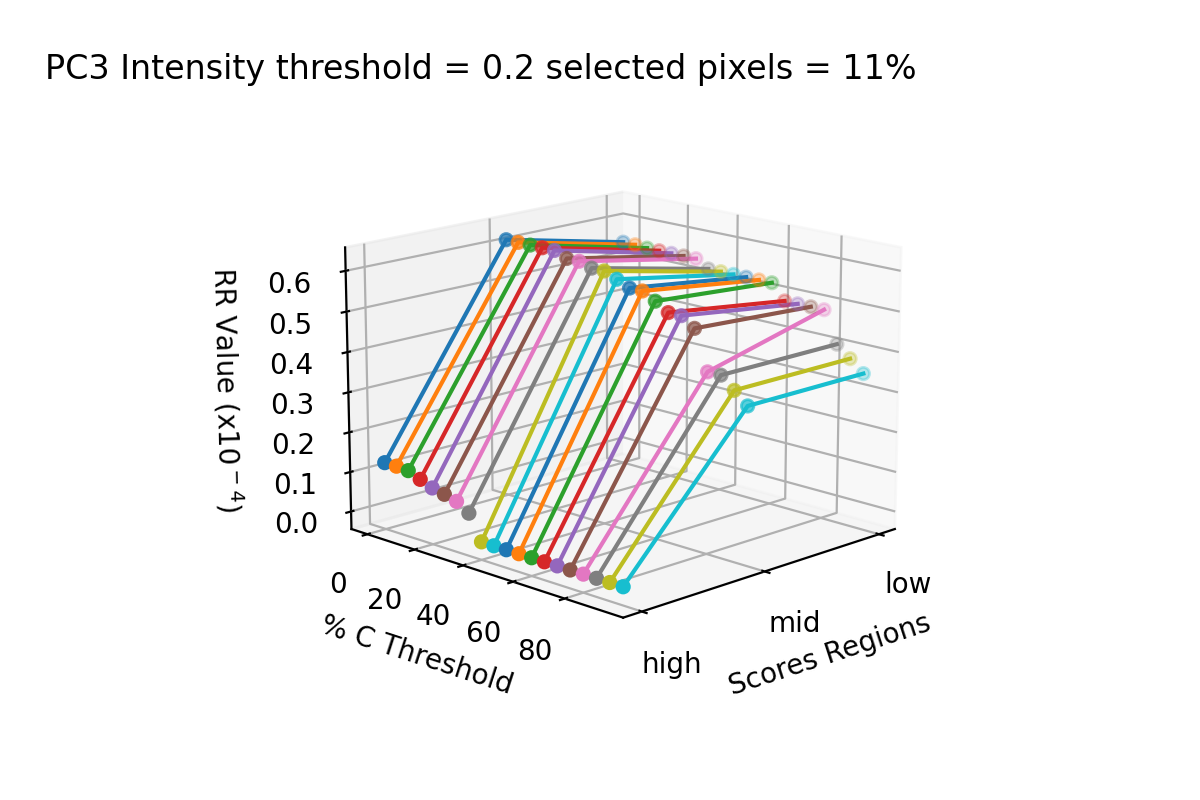 PC3 Intensity threshold = 0.2 selected pixels = 11%
RR Value (x10⁻⁴)
0.6
0.5
0.4
0.3
0.2
0.1
0.0
0
20
40
60
80
% C Threshold
high
mid
low
Scores Regions